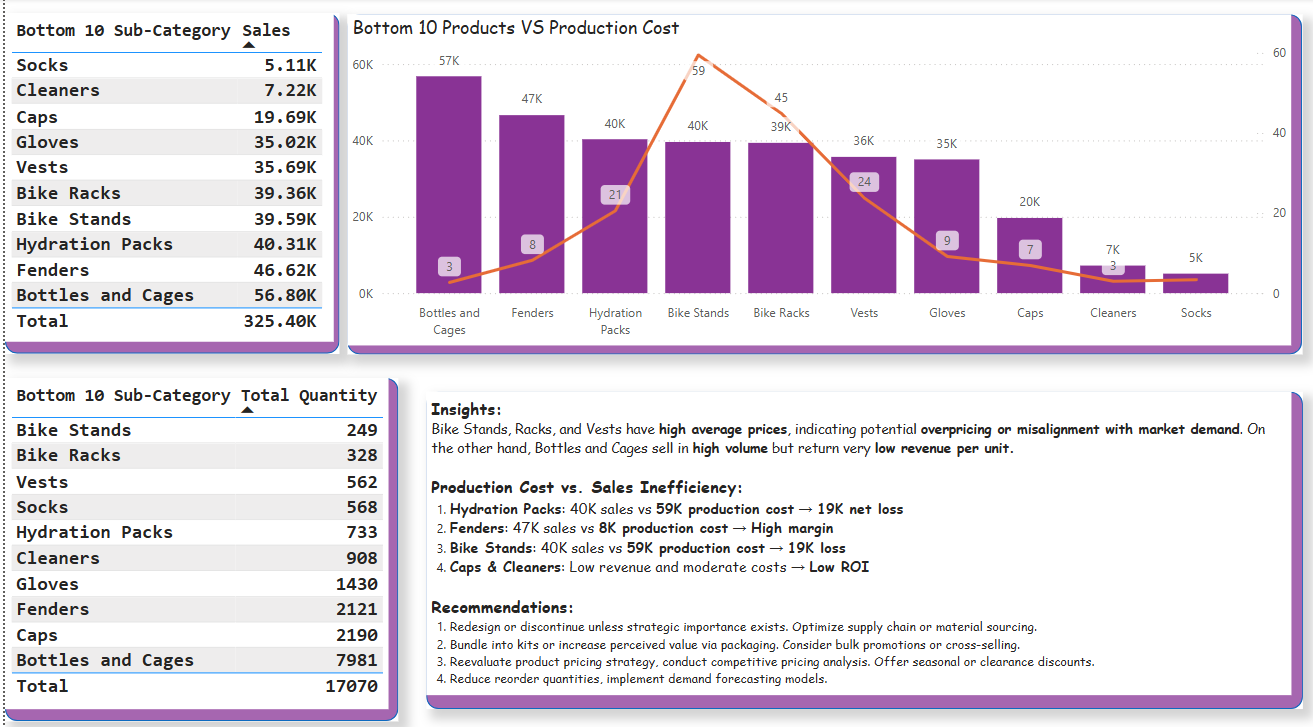 Bottom 10 Sub-Category Sales
Socks 5.11K
Cleaners 7.22K
Caps 19.69K
Gloves 35.02K
Vests 35.69K
Bike Racks 39.36K
Bike Stands 39.59K
Hydration Packs 40.31K
Fenders 46.62K
Bottles and Cages 56.80K
Total 325.40K
Bottom 10 Products VS Production Cost
60K 40K 20K 0K
57K 47K 40K 40K 39K 36K 35K 20K 7K 5K
3 8 21 59 45 24 9 7 3
60 40 20 0
Bottles and Cages
Fenders
Hydration Packs
Bike Stands
Bike Racks
Vests
Gloves
Caps
Cleaners
Socks
Bottom 10 Sub-Category Total Quantity
Bike Stands 249
Bike Racks 328
Vests 562
Socks 568
Hydration Packs 733
Cleaners 908
Gloves 1430
Fenders 2121
Caps 2190
Bottles and Cages 7981
Total 17070
Insights:
Bike Stands, Racks, and Vests have high average prices, indicating potential overpricing or misalignment with market demand. On
the other hand, Bottles and Cages sell in high volume but return very low revenue per unit.
Production Cost vs. Sales Inefficiency:
1. Hydration Packs: 40K sales vs 59K production cost → 19K net loss
2. Fenders: 47K sales vs 8K production cost → High margin
3. Bike Stands: 40K sales vs 59K production cost → 19K loss
4. Caps & Cleaners: Low revenue and moderate costs → Low ROI
Recommendations:
1. Redesign or discontinue unless strategic importance exists. Optimize supply chain or material sourcing.
2. Bundle into kits or increase perceived value via packaging. Consider bulk promotions or cross-selling.
3. Reevaluate product pricing strategy, conduct competitive pricing analysis. Offer seasonal or clearance discounts.
4. Reduce reorder quantities, implement demand forecasting models.